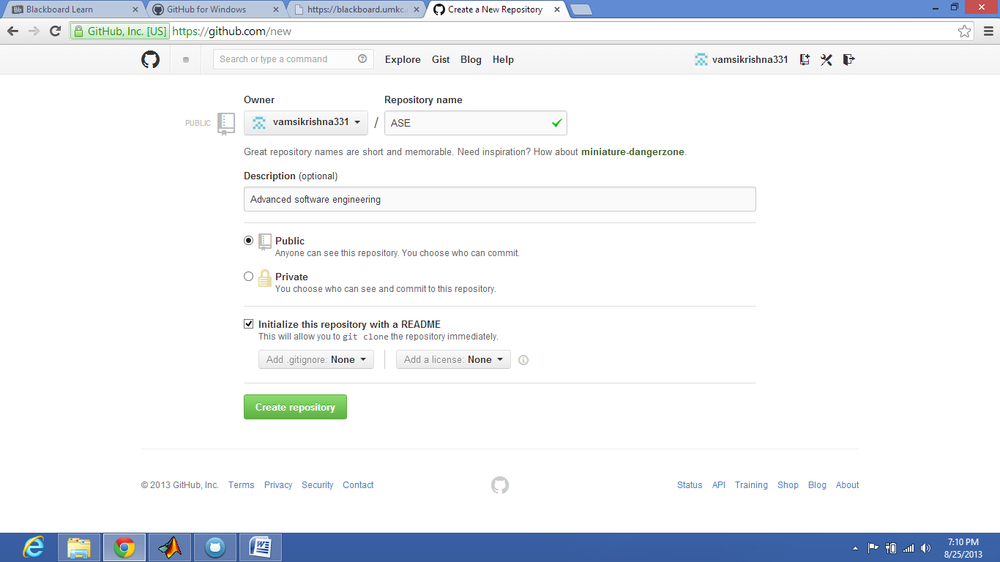 Bb Blackboard Learn
GitHub for Windows
https://blackboard.umkc.
Create a New Repository
GitHub, Inc. [US] https://github.com/new
Search or type a command
Explore Gist Blog Help
vamsikrishna331
Owner Repository name
PUBLIC vamsikrishna331 / ASE
Great repository names are short and memorable. Need inspiration? How about miniature-dangerzone.
Description (optional)
Advanced software engineering
Public
Anyone can see this repository. You choose who can commit.
Private
You choose who can see and commit to this repository.
Initialize this repository with a README
This will allow you to git clone the repository immediately.
Add .gitignore: None Add a license: None
Create repository
© 2013 GitHub, Inc. Terms Privacy Security Contact
Status API Training Shop Blog About
7:10 PM
8/25/2013